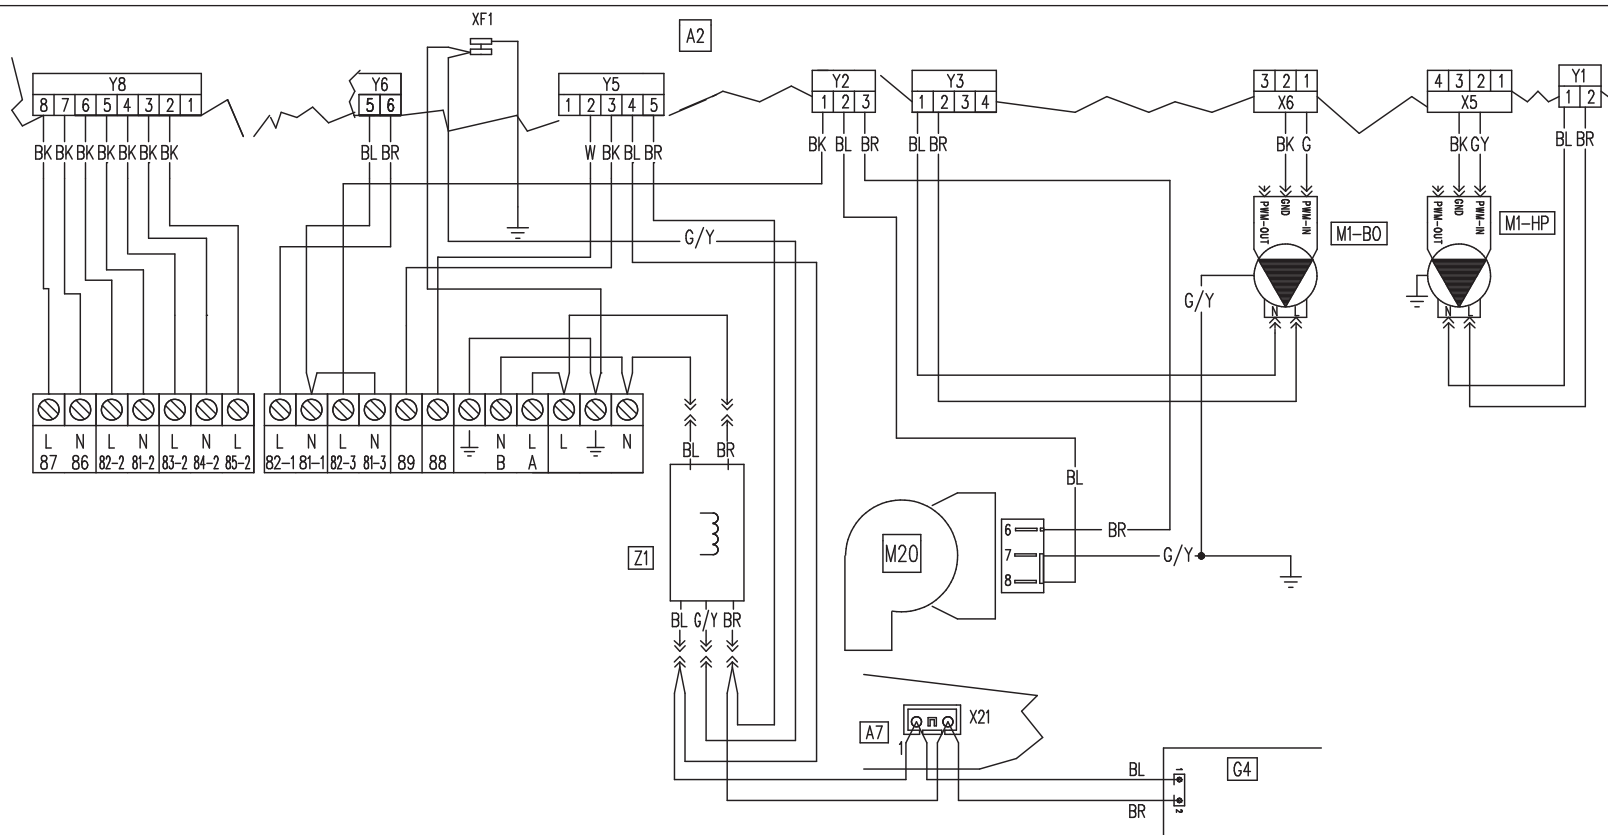 XF1
A2
Y8
8 7 6 5 4 3 2 1
Y6
5 6
Y5
1 2 3 4 5
Y2
1 2 3
Y3
1 2 3 4
3 2 1
X6
4 3 2 1
X5
Y1
1 2
BK BK BK BK BK BK BK
BL BR
W BK BL BR
BK BL BR
BL BR
BK G
BK GY
BL BR
PWM-OUT GND PWM-IN
M1-BO
PWM-OUT GND PWM-IN
M1-HP
G/Y
G/Y
N L
N L
L N L N L N L
87 86 82-2 81-2 83-2 84-2 85-2
L N L N
82-1 81-1 82-3 81-3 89 88
N L L N
B A
BL BR
BL
Z1
M20
6
7
8
BR
G/Y
BL G/Y BR
A7
X21
1
BL
BR
1
2
G4